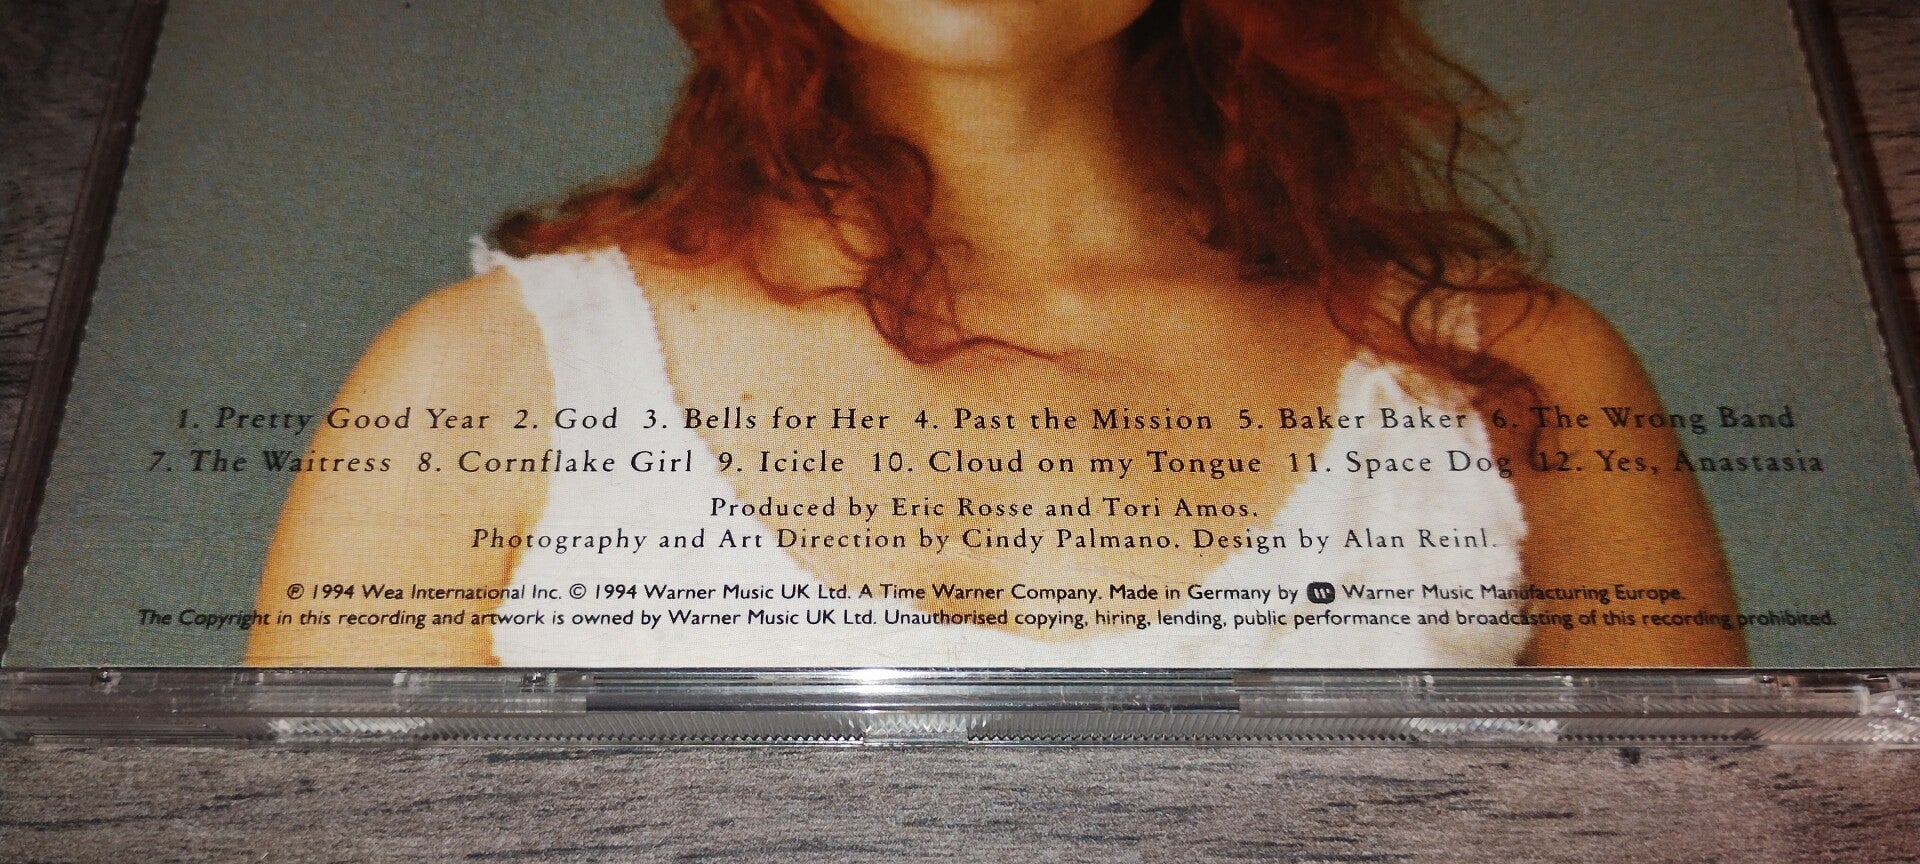 1. Pretty Good Year 2. God 3. Bells for Her 4. Past the Mission 5. Baker Baker 6. The Wrong Band
7. The Waitress 8. Cornflake Girl 9. Icicle 10. Cloud on my Tongue 11. Space Dog 12. Yes, Anastasia
Produced by Eric Rosse and Tori Amos.
Photography and Art Direction by Cindy Palmano. Design by Alan Reinl.
℗ 1994 Wea International Inc. © 1994 Warner Music UK Ltd. A Time Warner Company. Made in Germany by Warner Music Manufacturing Europe.
The Copyright in this recording and artwork is owned by Warner Music UK Ltd. Unauthorised copying, hiring, lending, public performance and broadcasting of this recording prohibited.